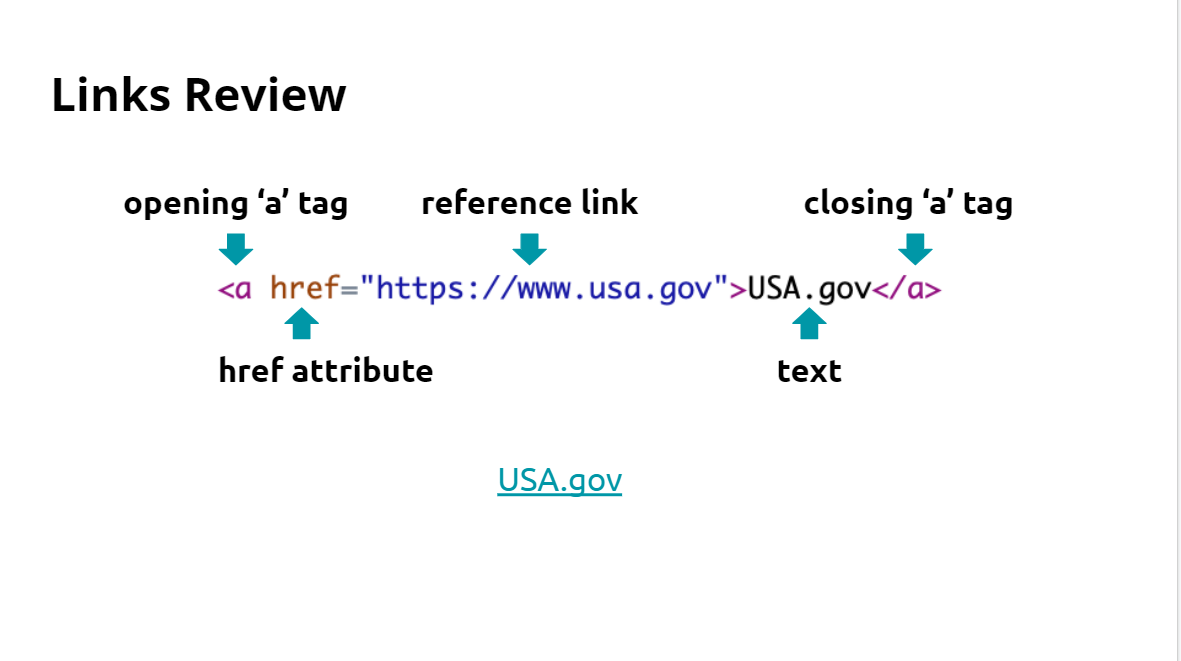 Links Review
opening ‘a’ tag
reference link
closing ‘a’ tag
<a href="https://www.usa.gov">USA.gov</a>
href attribute
text
USA.gov